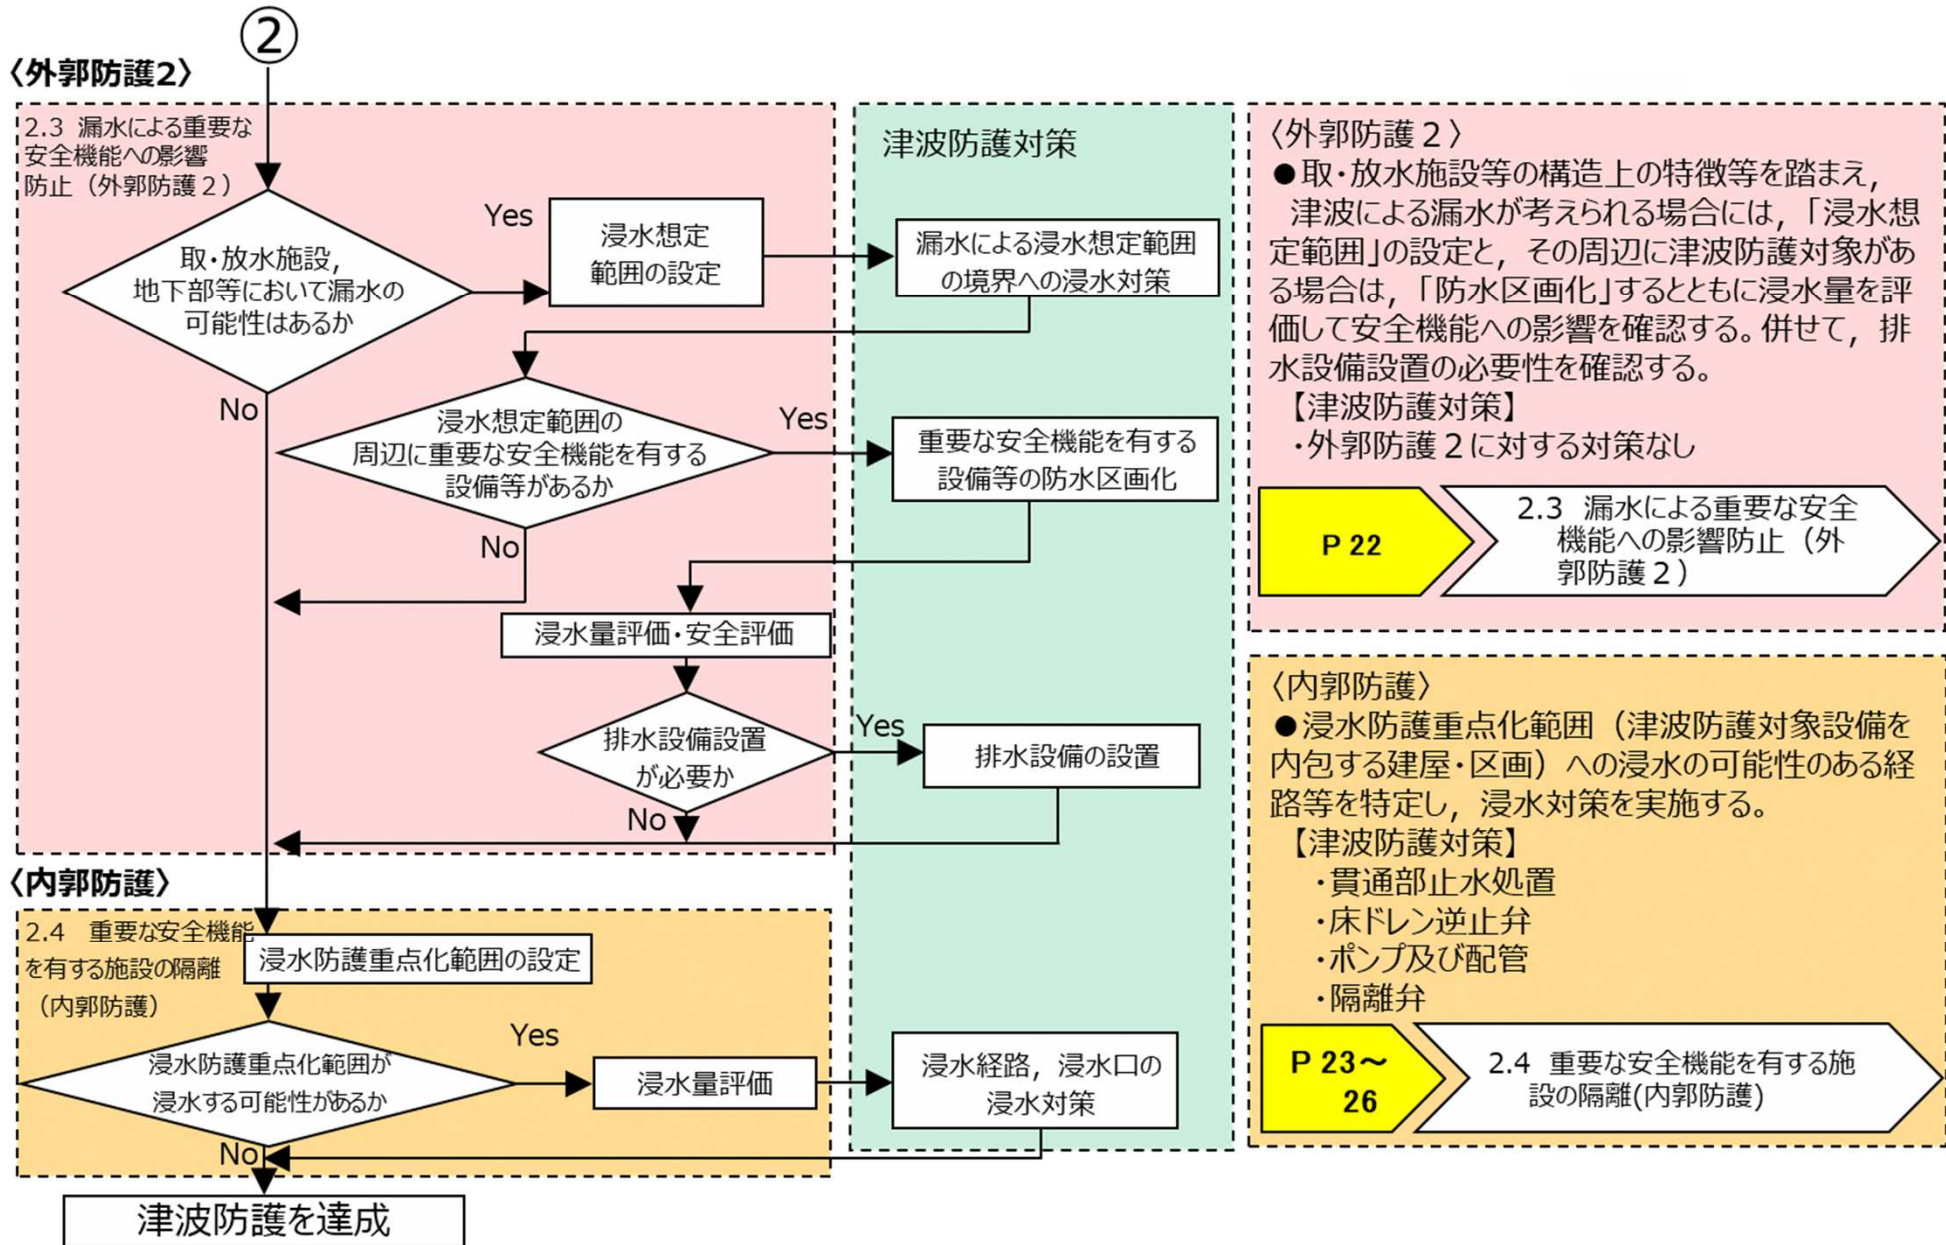 ②
〈外郭防護2〉
2.3 漏水による重要な
安全機能への影響
防止（外郭防護２）
取・放水施設，
地下部等において漏水の
可能性はあるか
Yes
No
浸水想定
範囲の設定
津波防護対策
漏水による浸水想定範囲
の境界への浸水対策
浸水想定範囲の
周辺に重要な安全機能を有する
設備等があるか
Yes
No
重要な安全機能を有する
設備等の防水区画化
浸水量評価・安全評価
排水設備設置
が必要か
Yes
No
排水設備の設置
〈内郭防護〉
2.4 重要な安全機能
を有する施設の隔離
（内郭防護）
浸水防護重点化範囲の設定
浸水防護重点化範囲が
浸水する可能性があるか
Yes
No
浸水量評価
浸水経路，浸水口の
浸水対策
津波防護を達成
〈外郭防護２〉
●取・放水施設等の構造上の特徴等を踏まえ，
津波による漏水が考えられる場合には，「浸水想
定範囲」の設定と，その周辺に津波防護対象があ
る場合は，「防水区画化」するとともに浸水量を評
価して安全機能への影響を確認する。併せて，排
水設備設置の必要性を確認する。
【津波防護対策】
・外郭防護２に対する対策なし
P 22
2.3 漏水による重要な安全
機能への影響防止（外
郭防護２）
〈内郭防護〉
●浸水防護重点化範囲（津波防護対象設備を
内包する建屋・区画）への浸水の可能性のある経
路等を特定し，浸水対策を実施する。
【津波防護対策】
・貫通部止水処置
・床ドレン逆止弁
・ポンプ及び配管
・隔離弁
P 23～
26
2.4 重要な安全機能を有する施
設の隔離(内郭防護)